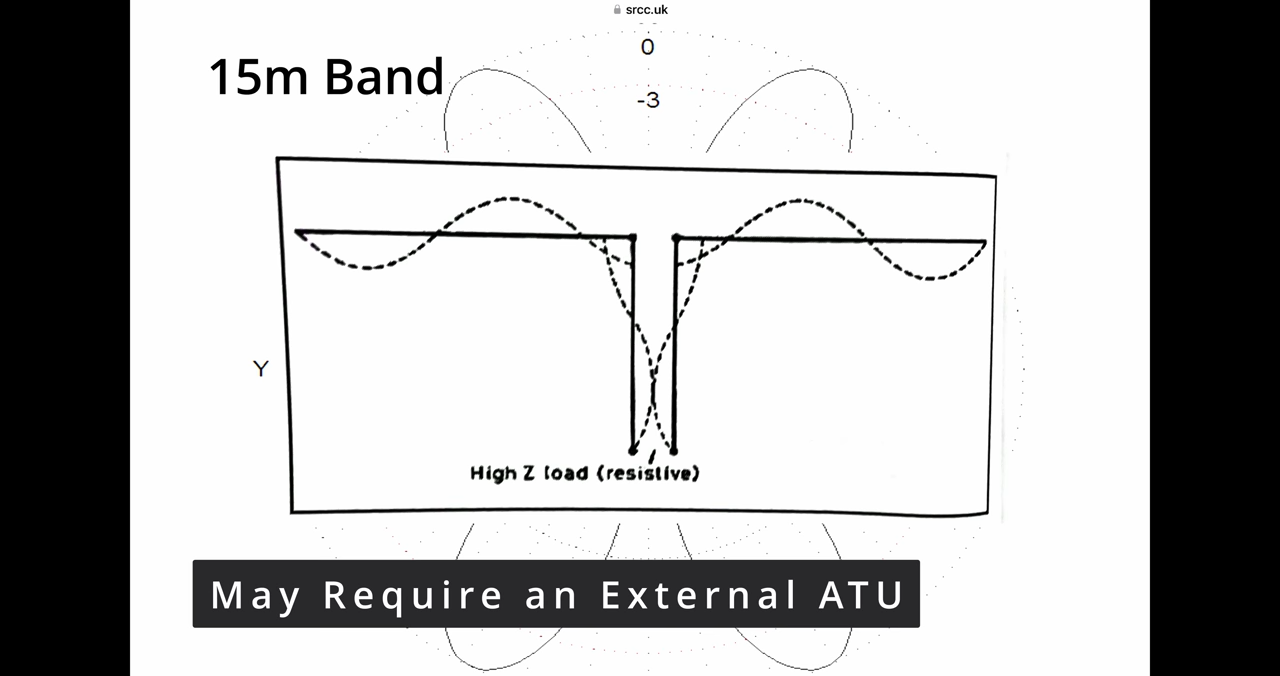 srcc.uk
0
15m Band
-3
Y
High Z load (resistive)
May Require an External ATU